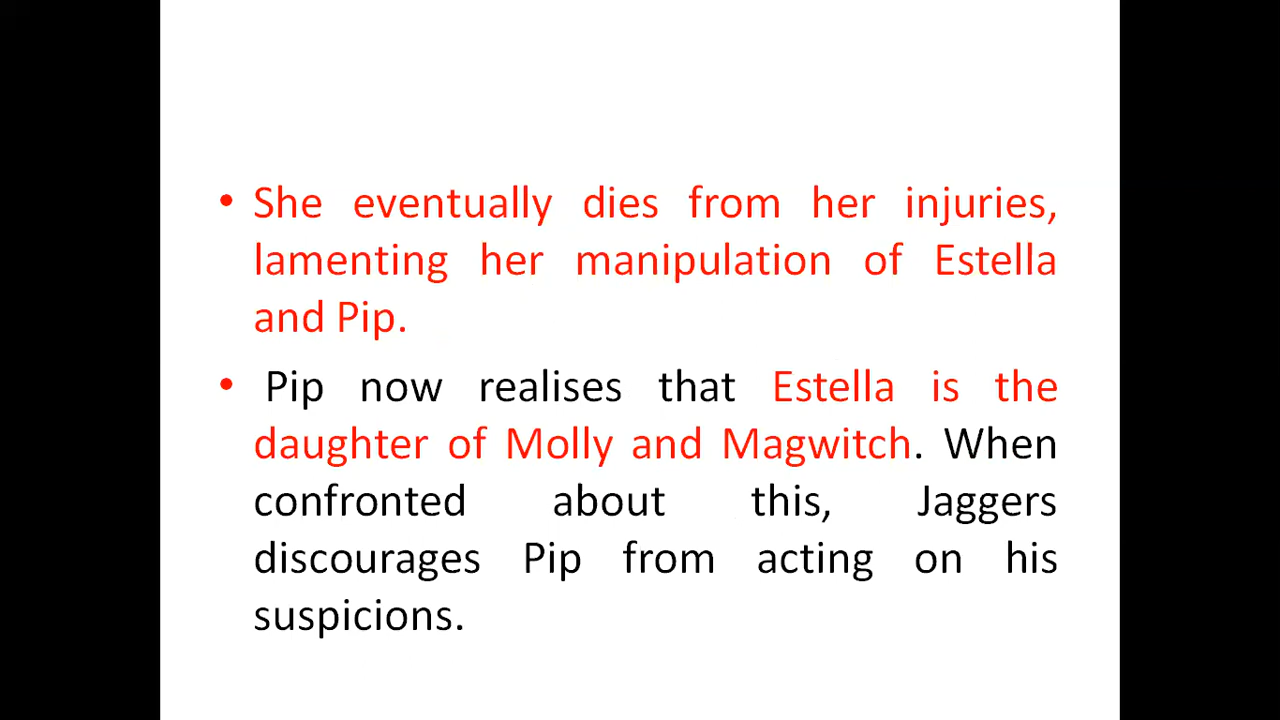 • She eventually dies from her injuries,
lamenting her manipulation of Estella
and Pip.
• Pip now realises that Estella is the
daughter of Molly and Magwitch. When
confronted about this, Jaggers
discourages Pip from acting on his
suspicions.